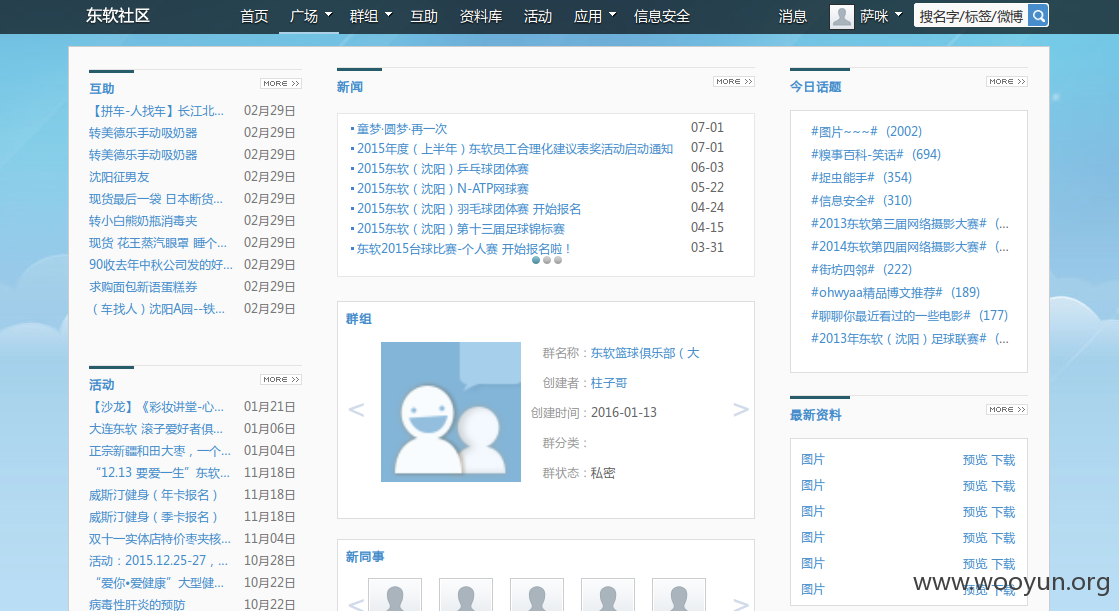 东软社区
首页 广场 群组 互助 资料库 活动 应用 信息安全 消息 萨咪 搜名字/标签/微博
互助 MORE >>
【拼车-人找车】长江北... 02月29日
转美德乐手动吸奶器 02月29日
转美德乐手动吸奶器 02月29日
沈阳征男友 02月29日
现货最后一袋 日本断货... 02月29日
转小白熊奶瓶消毒夹 02月29日
现货 花王蒸汽眼罩 睡个... 02月29日
90收去年中秋公司发的好... 02月29日
求购面包新语蛋糕券 02月29日
（车找人）沈阳A园--铁... 02月29日
活动 MORE >>
【沙龙】《彩妆讲堂-心... 01月21日
大连东软 滚子爱好者俱... 01月06日
正宗新疆和田大枣，一个... 01月04日
“12.13 要爱一生”东软... 11月18日
威斯汀健身（年卡报名） 11月18日
威斯汀健身（季卡报名） 11月18日
双十一实体店特价枣夹核... 11月04日
活动：2015.12.25-27，... 10月28日
“爱你•爱健康”大型健... 10月22日
病毒性肝炎的预防 10月22日
新闻 MORE >>
童梦·圆梦·再一次 07-01
2015年度（上半年）东软员工合理化建议表奖活动启动通知 07-01
2015东软（沈阳）乒乓球团体赛 06-03
2015东软（沈阳）N-ATP网球赛 05-22
2015东软（沈阳）羽毛球团体赛 开始报名 04-24
2015东软（沈阳）第十三届足球锦标赛 04-15
东软2015台球比赛-个人赛 开始报名啦！ 03-31
群组
群名称：东软篮球俱乐部（大
创建者：柱子哥
创建时间：2016-01-13
群分类：
群状态：私密
新同事
今日话题 MORE >>
#图片~~~# (2002)
#糗事百科-笑话# (694)
#捉虫能手# (354)
#信息安全# (310)
#2013东软第三届网络摄影大赛# (...
#2014东软第四届网络摄影大赛# (...
#街坊四邻# (222)
#ohwyaa精品博文推荐# (189)
#聊聊你最近看过的一些电影# (177)
#2013年东软（沈阳）足球联赛# (...
最新资料 MORE >>
图片 预览 下载
图片 预览 下载
图片 预览 下载
图片 预览 下载
图片 预览 下载
图片 预览 下载
www.wooyun.org